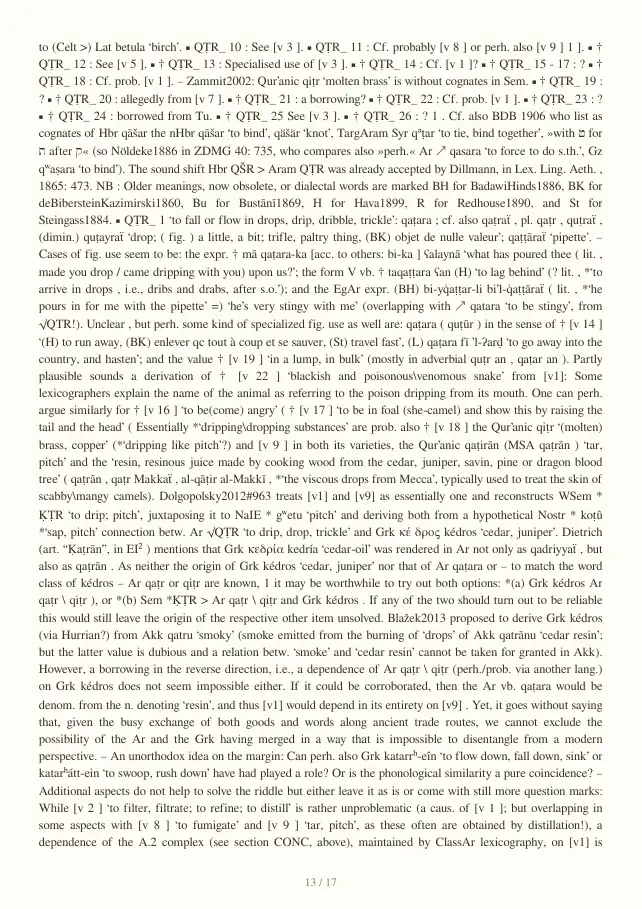 to (Celt >) Lat betula ‘birch’. ▪ QṬR_ 10 : See [v 3 ]. ▪ QṬR_ 11 : Cf. probably [v 8 ] or perh. also [v 9 ] 1 ]. ▪ †
QṬR_ 12 : See [v 5 ]. ▪ † QṬR_ 13 : Specialised use of [v 3 ]. ▪ † QṬR_ 14 : Cf. [v 1]? ▪ † QṬR_ 15 - 17 : ? ▪ †
QṬR_ 18 : Cf. prob. [v 1 ]. – Zammit2002: Qurʾanic qiṭr ‘molten brass’ is without cognates in Sem. ▪ † QṬR_ 19 :
? ▪ † QṬR_ 20 : allegedly from [v 7 ]. ▪ † QṬR_ 21 : a borrowing? ▪ † QṬR_ 22 : Cf. prob. [v 1 ]. ▪ † QṬR_ 23 : ?
▪ † QṬR_ 24 : borrowed from Tu. ▪ † QṬR_ 25 See [v 3 ]. ▪ † QṬR_ 26 : ? 1 . Cf. also BDB 1906 who list as
cognates of Hbr qāšar the nHbr qāšar ‘to bind’, qäšär ‘knot’, TargAram Syr qᵊṭar ‘to tie, bind together’, »with ט for
ת after ק« (so Nöldeke1886 in ZDMG 40: 735, who compares also »perh.« Ar ↗ qasara ‘to force to do s.th.’, Gz
qʷaṣara ‘to bind’). The sound shift Hbr QŠR > Aram QṬR was already accepted by Dillmann, in Lex. Ling. Aeth. ,
1865: 473. NB : Older meanings, now obsolete, or dialectal words are marked BH for BadawiHinds1886, BK for
deBibersteinKazimirski1860, Bu for Bustānī1869, H for Hava1899, R for Redhouse1890, and St for
Steingass1884. ▪ QṬR_ 1 ‘to fall or flow in drops, drip, dribble, trickle’: qaṭara ; cf. also qaṭraẗ , pl. qaṭr , quṭraẗ ,
(dimin.) quṭayraẗ ‘drop; ( fig. ) a little, a bit; trifle, paltry thing, (BK) objet de nulle valeur’; qaṭṭāraẗ ‘pipette’. –
Cases of fig. use seem to be: the expr. † mā qaṭara-ka [acc. to others: bi-ka ] ʕalaynā ‘what has poured thee ( lit. ,
made you drop / came dripping with you) upon us?’; the form V vb. † taqaṭṭara ʕan (H) ‘to lag behind’ (? lit. , *‘to
arrive in drops , i.e., dribs and drabs, after s.o.’); and the EgAr expr. (BH) bi-yqaṭṭar-li bi’l-qaṭṭāraẗ ( lit. , *‘he
pours in for me with the pipette’ =) ‘he’s very stingy with me’ (overlapping with ↗ qatara ‘to be stingy’, from
√QTR!). Unclear , but perh. some kind of specialized fig. use as well are: qaṭara ( quṭūr ) in the sense of † [v 14 ]
‘(H) to run away, (BK) enlever qc tout à coup et se sauver, (St) travel fast’, (L) qaṭara fī ’l-ʔarḍ ‘to go away into the
country, and hasten’; and the value † [v 19 ] ‘in a lump, in bulk’ (mostly in adverbial quṭr an , qaṭar an ). Partly
plausible sounds a derivation of † [v 22 ] ‘blackish and poisonous\venomous snake’ from [v1]: Some
lexicographers explain the name of the animal as referring to the poison dripping from its mouth. One can perh.
argue similarly for † [v 16 ] ‘to be(come) angry’ ( † [v 17 ] ‘to be in foal (she-camel) and show this by raising the
tail and the head’ ( Essentially *‘dripping\dropping substances’ are prob. also † [v 18 ] the Qurʾanic qiṭr ‘(molten)
brass, copper’ (*‘dripping like pitch’?) and [v 9 ] in both its varieties, the Qurʾanic qaṭirān (MSA qaṭrān ) ‘tar,
pitch’ and the ‘resin, resinous juice made by cooking wood from the cedar, juniper, savin, pine or dragon blood
tree’ ( qaṭrān , qaṭr Makkaẗ , al-qāṭir al-Makkī , *‘the viscous drops from Mecca’, typically used to treat the skin of
scabby\mangy camels). Dolgopolsky2012#963 treats [v1] and [v9] as essentially one and reconstructs WSem *
ḲṬR ‘to drip; pitch’, juxtaposing it to NaIE * gʷetu ‘pitch’ and deriving both from a hypothetical Nostr * ḳoṭû
*‘sap, pitch’ connection betw. Ar √QṬR ‘to drip, drop, trickle’ and Grk κέ δρος kédros ‘cedar, juniper’. Dietrich
(art. “Ḳaṭrān”, in EI² ) mentions that Grk κεδρία kedría ‘cedar-oil’ was rendered in Ar not only as qadriyyaẗ , but
also as qaṭrān . As neither the origin of Grk kédros ‘cedar, juniper’ nor that of Ar qaṭara or – to match the word
class of kédros – Ar qaṭr or qiṭr are known, 1 it may be worthwhile to try out both options: *(a) Grk kédros Ar
qaṭr \ qiṭr ), or *(b) Sem *ḲṬR > Ar qaṭr \ qiṭr and Grk kédros . If any of the two should turn out to be reliable
this would still leave the origin of the respective other item unsolved. Blažek2013 proposed to derive Grk kédros
(via Hurrian?) from Akk qatru ‘smoky’ (smoke emitted from the burning of ‘drops’ of Akk qatrānu ‘cedar resin’;
but the latter value is dubious and a relation betw. ‘smoke’ and ‘cedar resin’ cannot be taken for granted in Akk).
However, a borrowing in the reverse direction, i.e., a dependence of Ar qaṭr \ qiṭr (perh./prob. via another lang.)
on Grk kédros does not seem impossible either. If it could be corroborated, then the Ar vb. qaṭara would be
denom. from the n. denoting ‘resin’, and thus [v1] would depend in its entirety on [v9] . Yet, it goes without saying
that, given the busy exchange of both goods and words along ancient trade routes, we cannot exclude the
possibility of the Ar and the Grk having merged in a way that is impossible to disentangle from a modern
perspective. – An unorthodox idea on the margin: Can perh. also Grk katarrʰ-eîn ‘to flow down, fall down, sink’ or
katarʰátt-ein ‘to swoop, rush down’ have had played a role? Or is the phonological similarity a pure coincidence? –
Additional aspects do not help to solve the riddle but either leave it as is or come with still more question marks:
While [v 2 ] ‘to filter, filtrate; to refine; to distill’ is rather unproblematic (a caus. of [v 1 ]; but overlapping in
some aspects with [v 8 ] ‘to fumigate’ and [v 9 ] ‘tar, pitch’, as these often are obtained by distillation!), a
dependence of the A.2 complex (see section CONC, above), maintained by ClassAr lexicography, on [v1] is
13 / 17